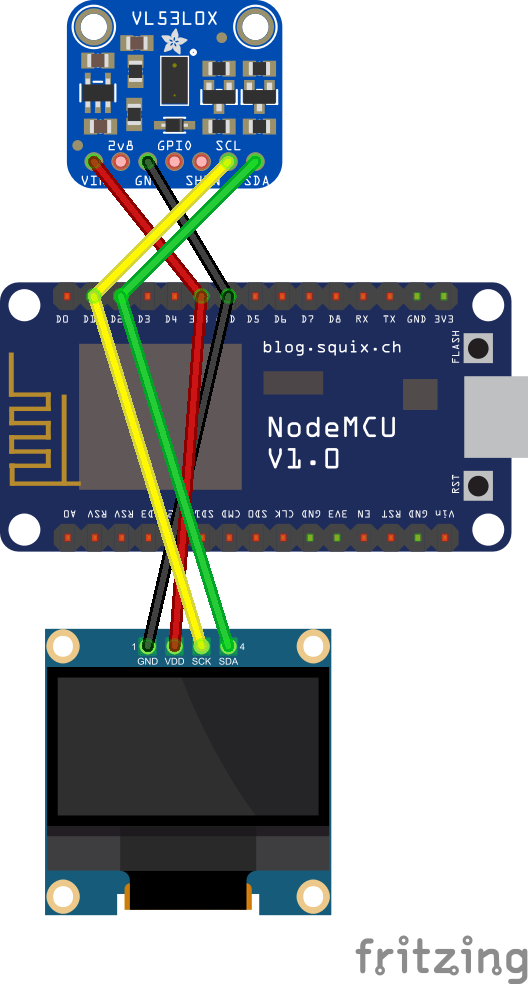 VL53L0X
2v8 GPIO SCL
VIN GND SHDN SDA
D0 D1 D2 D3 D4 3V3 GND D5 D6 D7 D8 RX TX GND 3V3
blog.squix.ch
FLASH
NodeMCU
V1.0
RST
A0 RSV RSV SD3 SD2 SD1 CMD SD0 CLK GND 3V3 EN RST GND Vin
1 4
GND VDD SCK SDA
fritzing